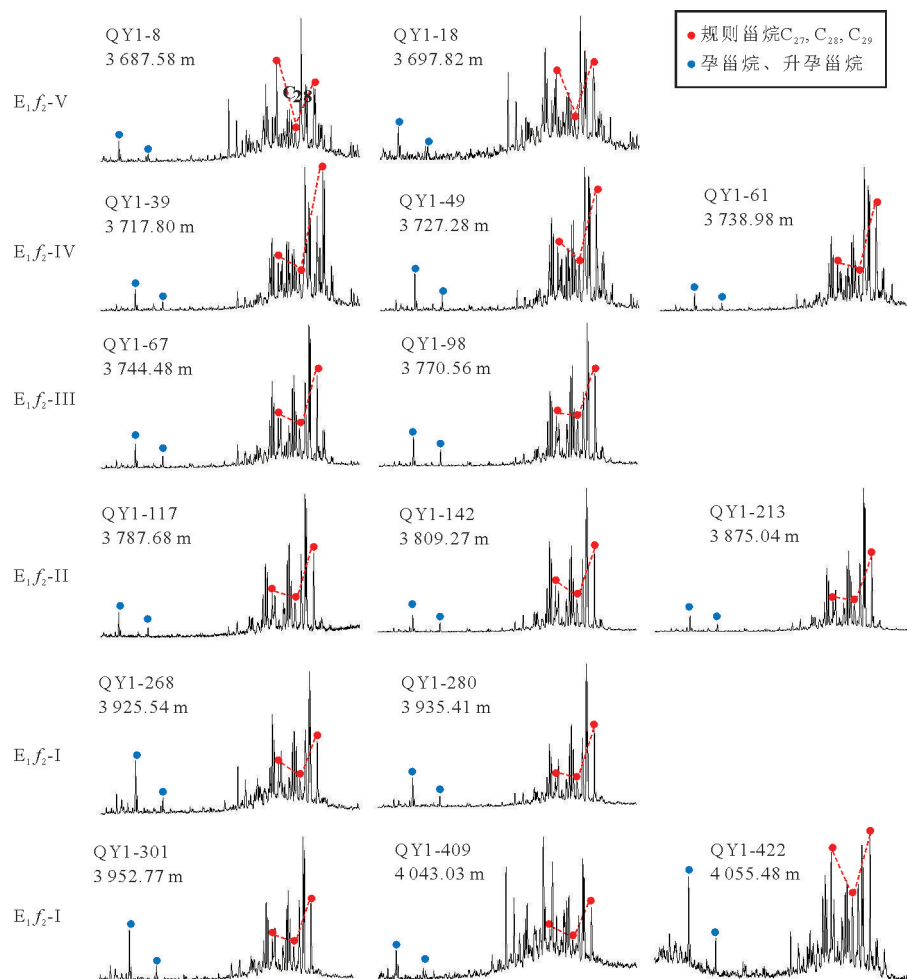 QY1-8
3 687.58 m
QY1-18
3 697.82 m
规则甾烷C₂₇, C₂₈, C₂₉
孕甾烷、升孕甾烷
E₁f₂-V
C₂₈
QY1-39
3 717.80 m
QY1-49
3 727.28 m
QY1-61
3 738.98 m
E₁f₂-IV
QY1-67
3 744.48 m
QY1-98
3 770.56 m
E₁f₂-III
QY1-117
3 787.68 m
QY1-142
3 809.27 m
QY1-213
3 875.04 m
E₁f₂-II
QY1-268
3 925.54 m
QY1-280
3 935.41 m
E₁f₂-I
QY1-301
3 952.77 m
QY1-409
4 043.03 m
QY1-422
4 055.48 m
E₁f₂-I